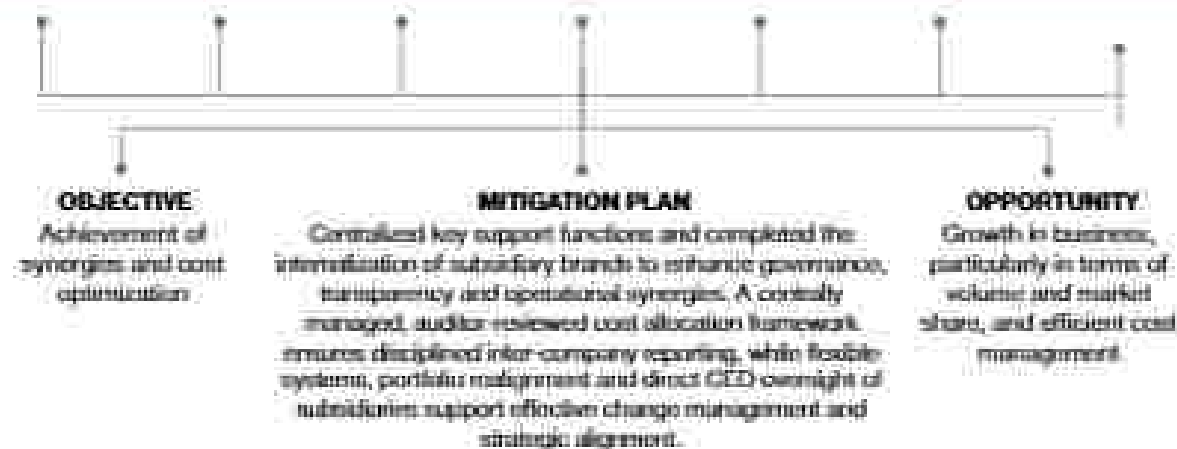 OBJECTIVE
Achievement of
synergies and cost
optimization
MITIGATION PLAN
Centralised key support functions and completed the
internalization of subsidiary brands to enhance governance,
transparency and operational synergies. A centrally
managed, auditor-reviewed cost allocation framework
ensures disciplined inter-company reporting, while flexible
systems, portfolio realignment and direct CEO oversight of
subsidiaries support effective change management and
strategic alignment.
OPPORTUNITY
Growth in business,
particularly in terms of
volume and market
share, and efficient cost
management.